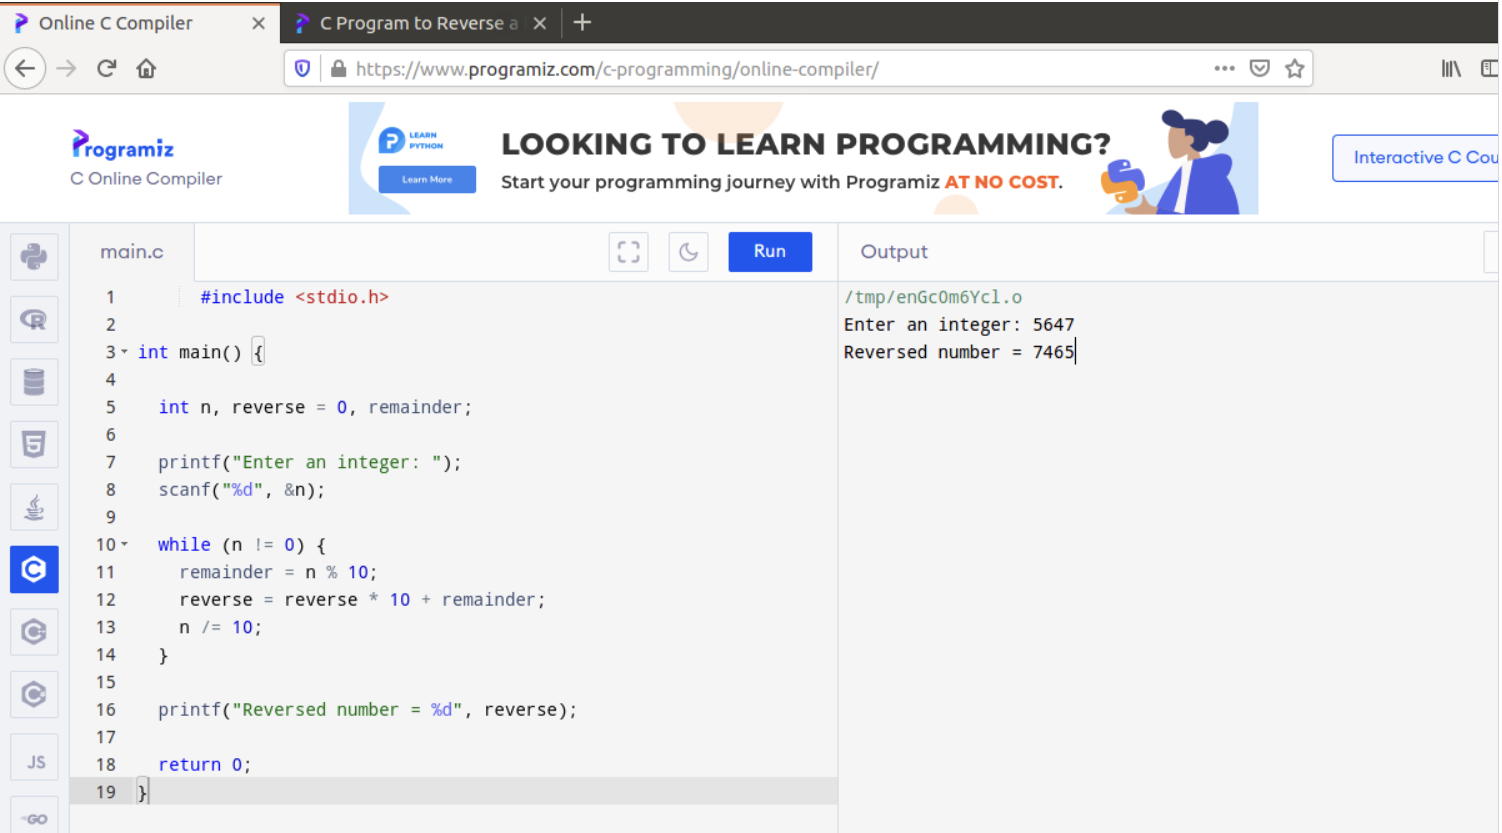 Online C Compiler
C Program to Reverse a
https://www.programiz.com/c-programming/online-compiler/
Programiz
C Online Compiler
LEARN
PYTHON
Learn More
LOOKING TO LEARN PROGRAMMING?
Start your programming journey with Programiz AT NO COST.
Interactive C Cou
main.c
Run
Output
1 #include <stdio.h>
2
3 int main() {
4
5 int n, reverse = 0, remainder;
6
7 printf("Enter an integer: ");
8 scanf("%d", &n);
9
10 while (n != 0) {
11 remainder = n % 10;
12 reverse = reverse * 10 + remainder;
13 n /= 10;
14 }
15
16 printf("Reversed number = %d", reverse);
17
18 return 0;
19 }
/tmp/enGcOm6Ycl.o
Enter an integer: 5647
Reversed number = 7465
JS
GO